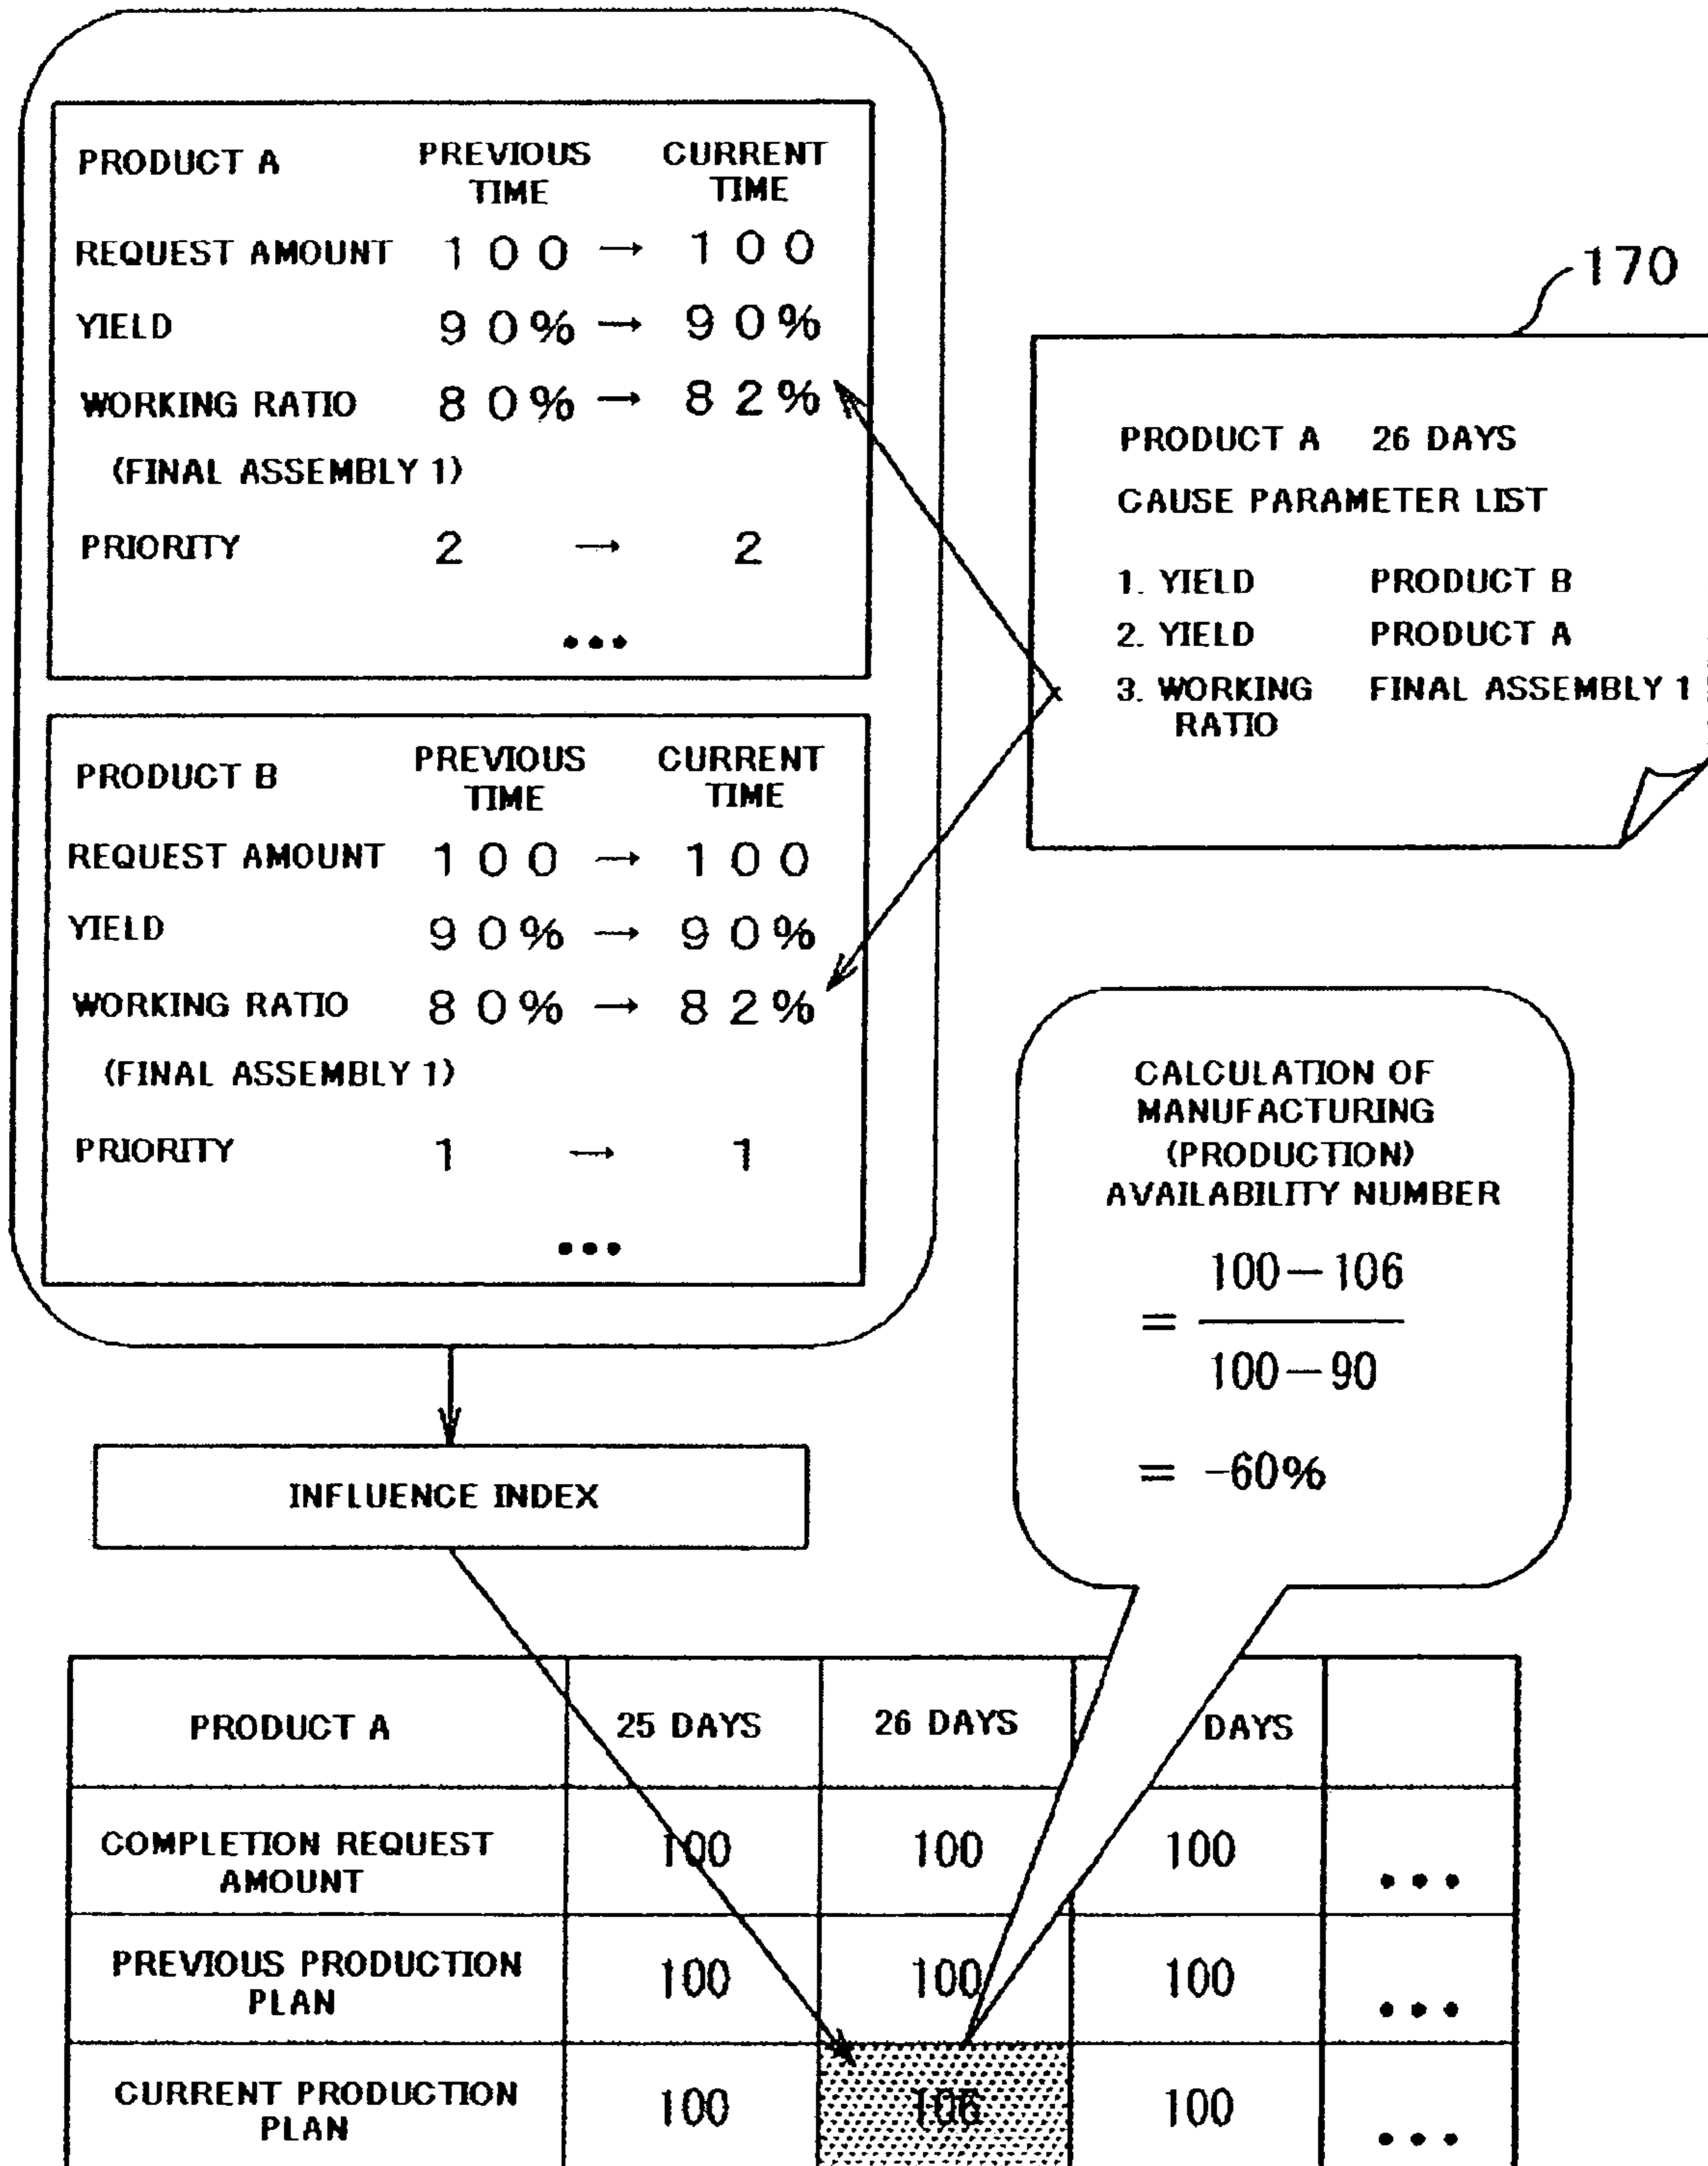 PRODUCT A PREVIOUS TIME CURRENT TIME
REQUEST AMOUNT 100 → 100
YIELD 90% → 90%
WORKING RATIO 80% → 82%
(FINAL ASSEMBLY 1)
PRIORITY 2 → 2
•••
PRODUCT B PREVIOUS TIME CURRENT TIME
REQUEST AMOUNT 100 → 100
YIELD 90% → 90%
WORKING RATIO 80% → 82%
(FINAL ASSEMBLY 1)
PRIORITY 1 → 1
•••
170
PRODUCT A 26 DAYS
CAUSE PARAMETER LIST
1. YIELD PRODUCT B
2. YIELD PRODUCT A
3. WORKING FINAL ASSEMBLY 1
RATIO
CALCULATION OF
MANUFACTURING
(PRODUCTION)
AVAILABILITY NUMBER
100－106
=
100－90
= -60%
INFLUENCE INDEX
PRODUCT A 25 DAYS 26 DAYS DAYS
COMPLETION REQUEST
AMOUNT 100 100 100 •••
PREVIOUS PRODUCTION
PLAN 100 100 100 •••
CURRENT PRODUCTION
PLAN 100 106 100 •••